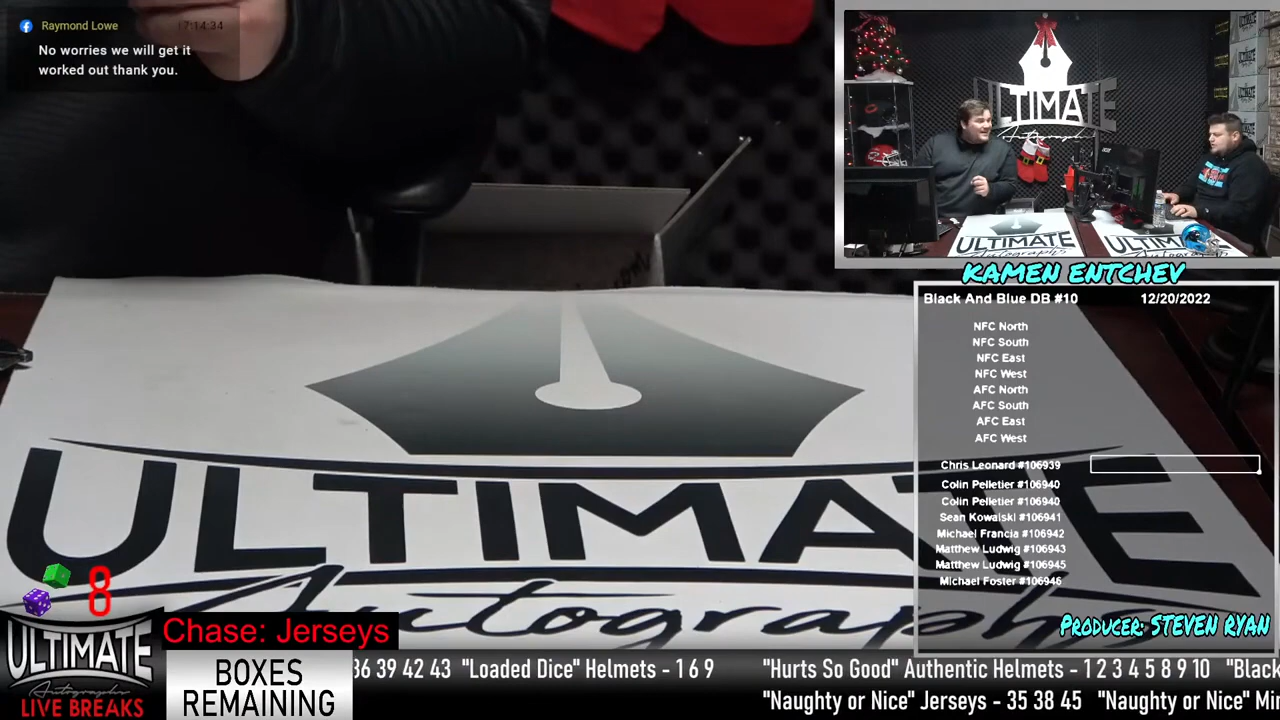 Raymond Lowe
17:14:34
No worries we will get it
worked out thank you.
ULTIMATE
Autographs
ULTIMATE
Autographs
ULTIMATE
KAMEN ENTCHEV
Black And Blue DB #10 12/20/2022
NFC North
NFC South
NFC East
NFC West
AFC North
AFC South
AFC East
AFC West
Chris Leonard #106939
Colin Pelletier #106940
Colin Pelletier #106940
Sean Kowalski #106941
Michael Francia #106942
Matthew Ludwig #106943
Matthew Ludwig #106945
Michael Foster #106946
PRODUCER: STEVEN RYAN
ULTIMATE
Autographs
8
ULTIMATE
Autographs
LIVE BREAKS
Chase: Jerseys
BOXES
REMAINING
36 39 42 43 "Loaded Dice" Helmets - 1 6 9 "Hurts So Good" Authentic Helmets - 1 2 3 4 5 8 9 10 "Black
"Naughty or Nice" Jerseys - 35 38 45 "Naughty or Nice" Mi